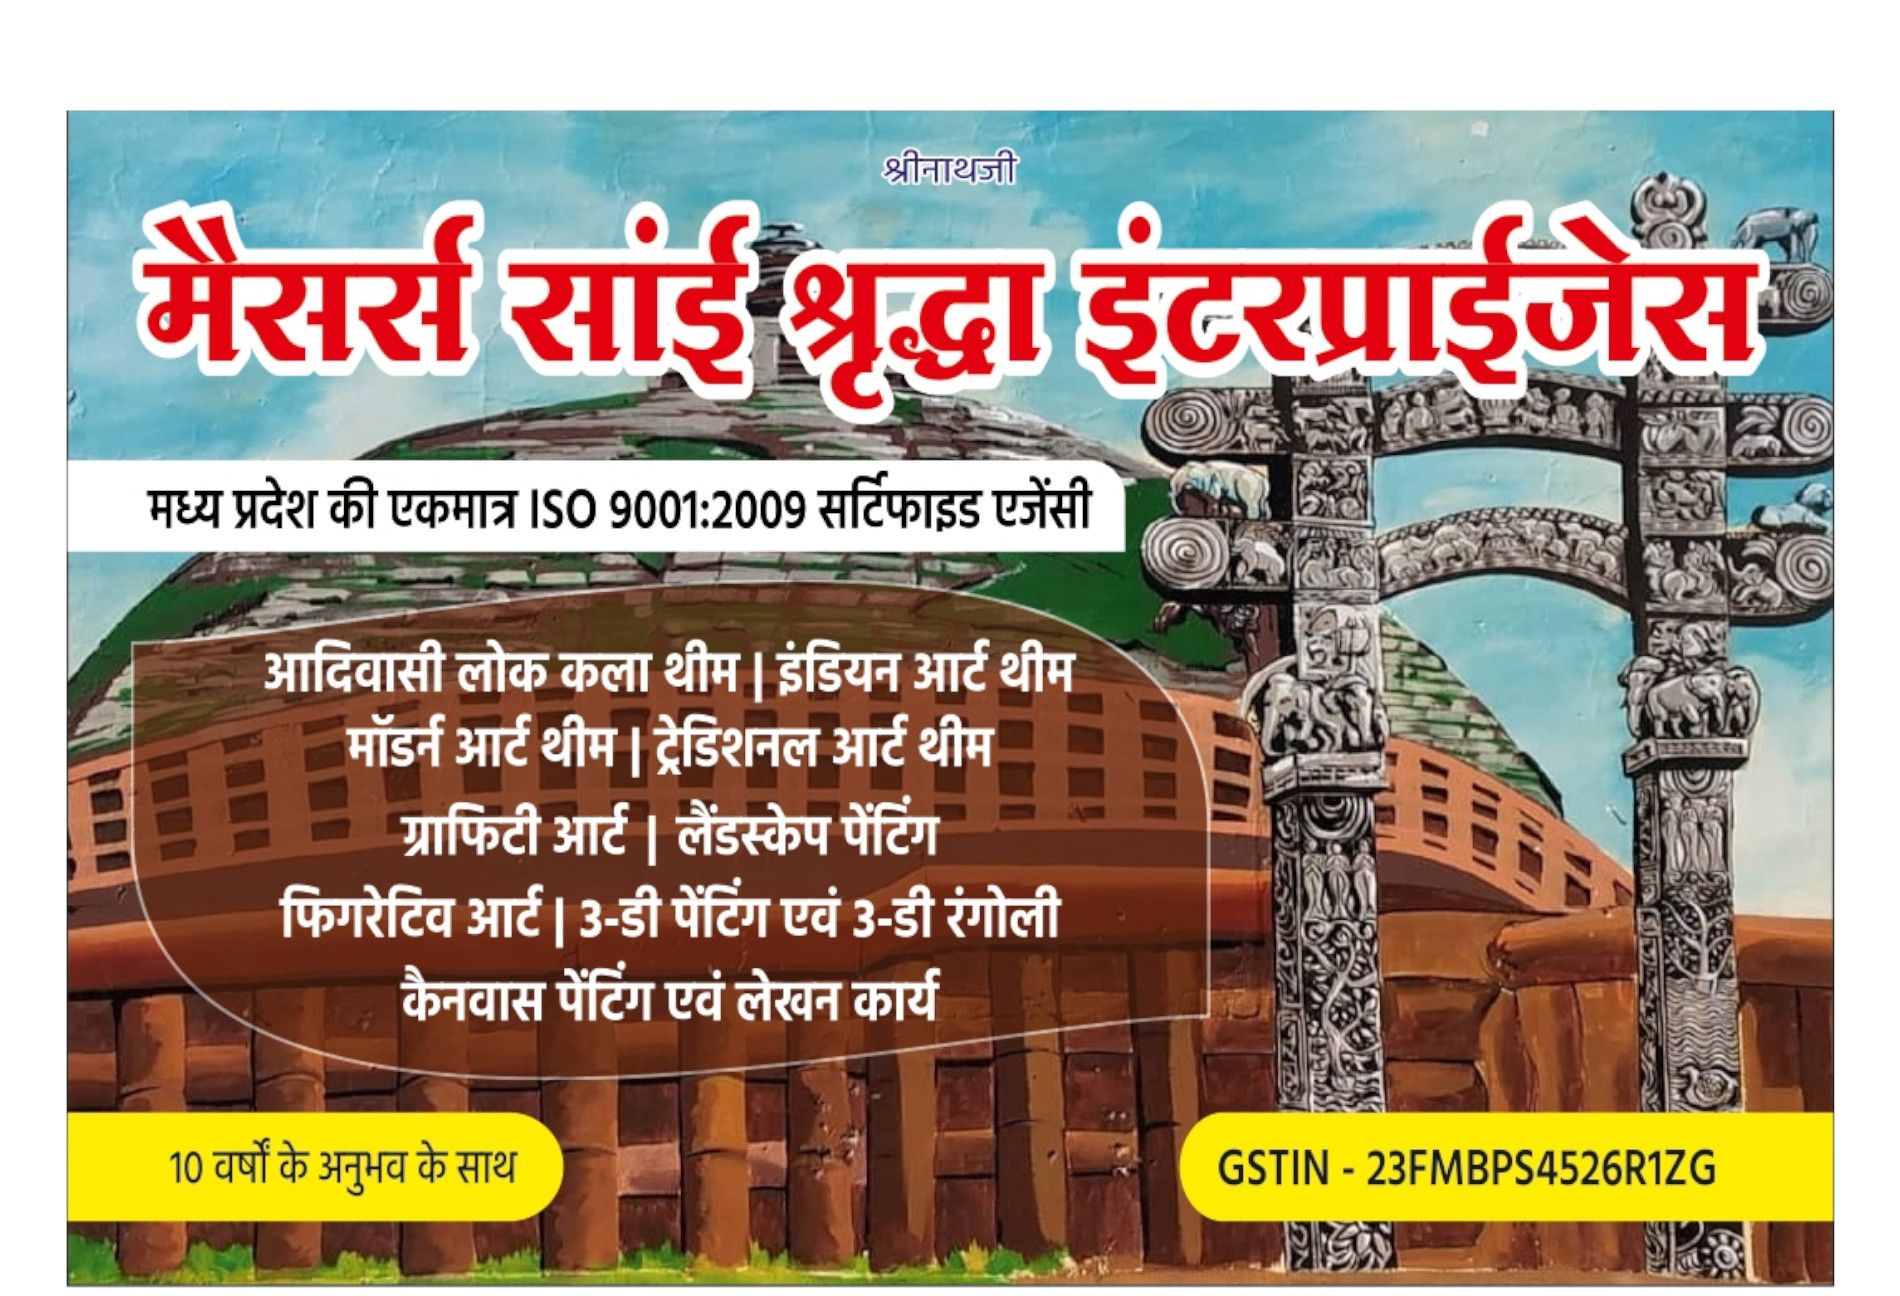 श्रीनाथजी
मैसर्स सांई श्रृद्धा इंटरप्राईजेस
मध्य प्रदेश की एकमात्र ISO 9001:2009 सर्टिफाइड एजेंसी
आदिवासी लोक कला थीम | इंडियन आर्ट थीम
मॉडर्न आर्ट थीम | ट्रेडिशनल आर्ट थीम
ग्राफिटी आर्ट | लैंडस्केप पेंटिंग
फिगरेटिव आर्ट | 3-डी पेंटिंग एवं 3-डी रंगोली
कैनवास पेंटिंग एवं लेखन कार्य
10 वर्षों के अनुभव के साथ
GSTIN - 23FMBPS4526R1ZG